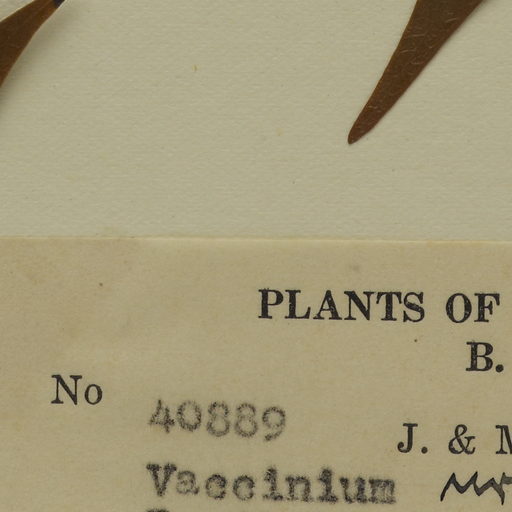 PLANTS OF
B.
No
40889
J. & M
Vaccinium